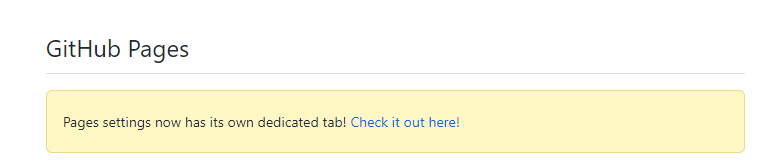 GitHub Pages
Pages settings now has its own dedicated tab! Check it out here!